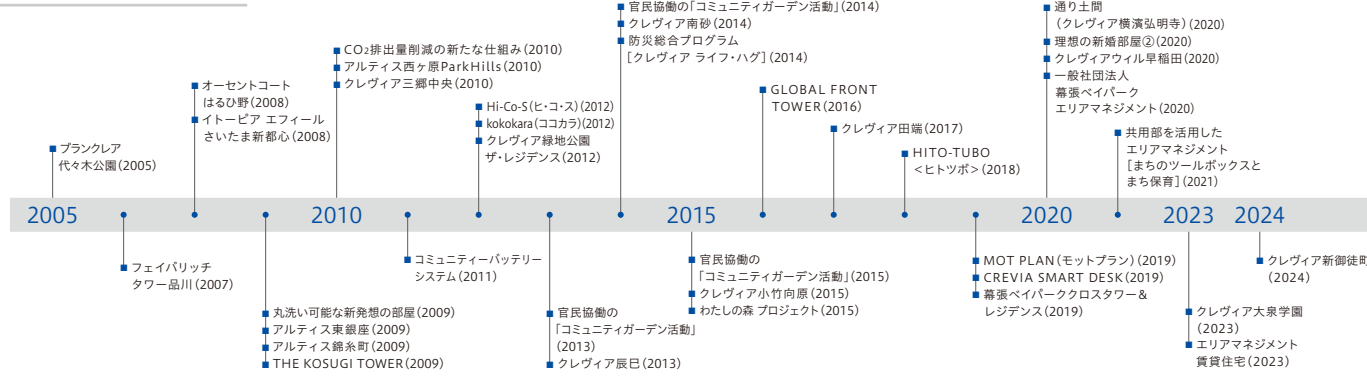 ブランクレア
代々木公園(2005)
オーセントコート
はるひ野(2008)
イトーピア エフィール
さいたま新都心(2008)
CO₂排出量削減の新たな仕組み(2010)
アルティス西ヶ原ParkHills(2010)
クレヴィア三郷中央(2010)
Hi-Co-S(ヒ・コ・ス)(2012)
kokokara(ココカラ)(2012)
クレヴィア緑地公園
ザ・レジデンス(2012)
官民協働の「コミュニティガーデン活動」(2014)
クレヴィア南砂(2014)
防災総合プログラム
[クレヴィア ライフ・ハグ](2014)
GLOBAL FRONT
TOWER(2016)
クレヴィア田端(2017)
HITO-TUBO
<ヒトツボ>(2018)
通り土間
(クレヴィア横濱弘明寺)(2020)
理想の新婚部屋②(2020)
クレヴィアウィル早稲田(2020)
一般社団法人
幕張ベイパーク
エリアマネジメント(2020)
共用部を活用した
エリアマネジメント
[まちのツールボックスと
まち保育](2021)
2005
2010
2015
2020
2023
2024
フェイバリッチ
タワー品川(2007)
丸洗い可能な新発想の部屋(2009)
アルティス東銀座(2009)
アルティス錦糸町(2009)
THE KOSUGI TOWER(2009)
コミュニティーバッテリー
システム(2011)
官民協働の
「コミュニティガーデン活動」
(2013)
クレヴィア辰巳(2013)
官民協働の
「コミュニティガーデン活動」(2015)
クレヴィア小竹向原(2015)
わたしの森 プロジェクト(2015)
MOT PLAN(モットプラン)(2019)
CREVIA SMART DESK(2019)
幕張ベイパーククロスタワー&
レジデンス(2019)
クレヴィア大泉学園
(2023)
エリアマネジメント
賃貸住宅(2023)
クレヴィア新御徒町
(2024)